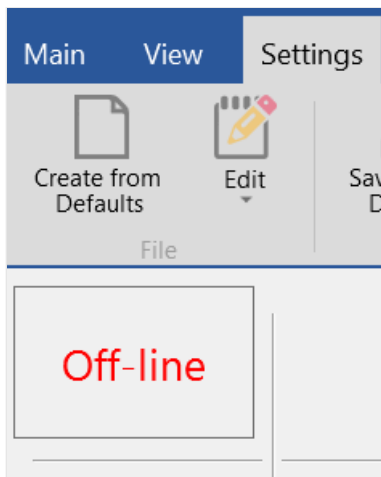 Main View Settings
Create from
Defaults
Edit
File
Off-line